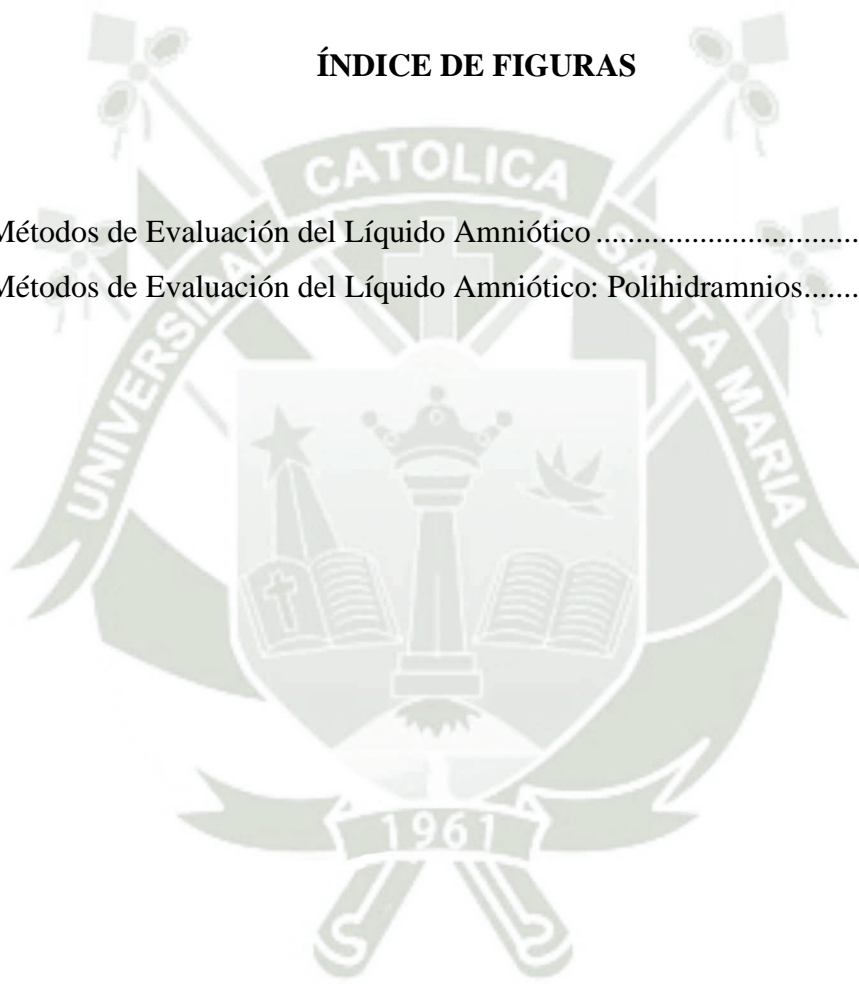 ÍNDICE DE FIGURAS
CATOLICA
Métodos de Evaluación del Líquido Amniótico ................................
UNIVERSIDAD
SANTA MARIA
Métodos de Evaluación del Líquido Amniótico: Polihidramnios.......
1961